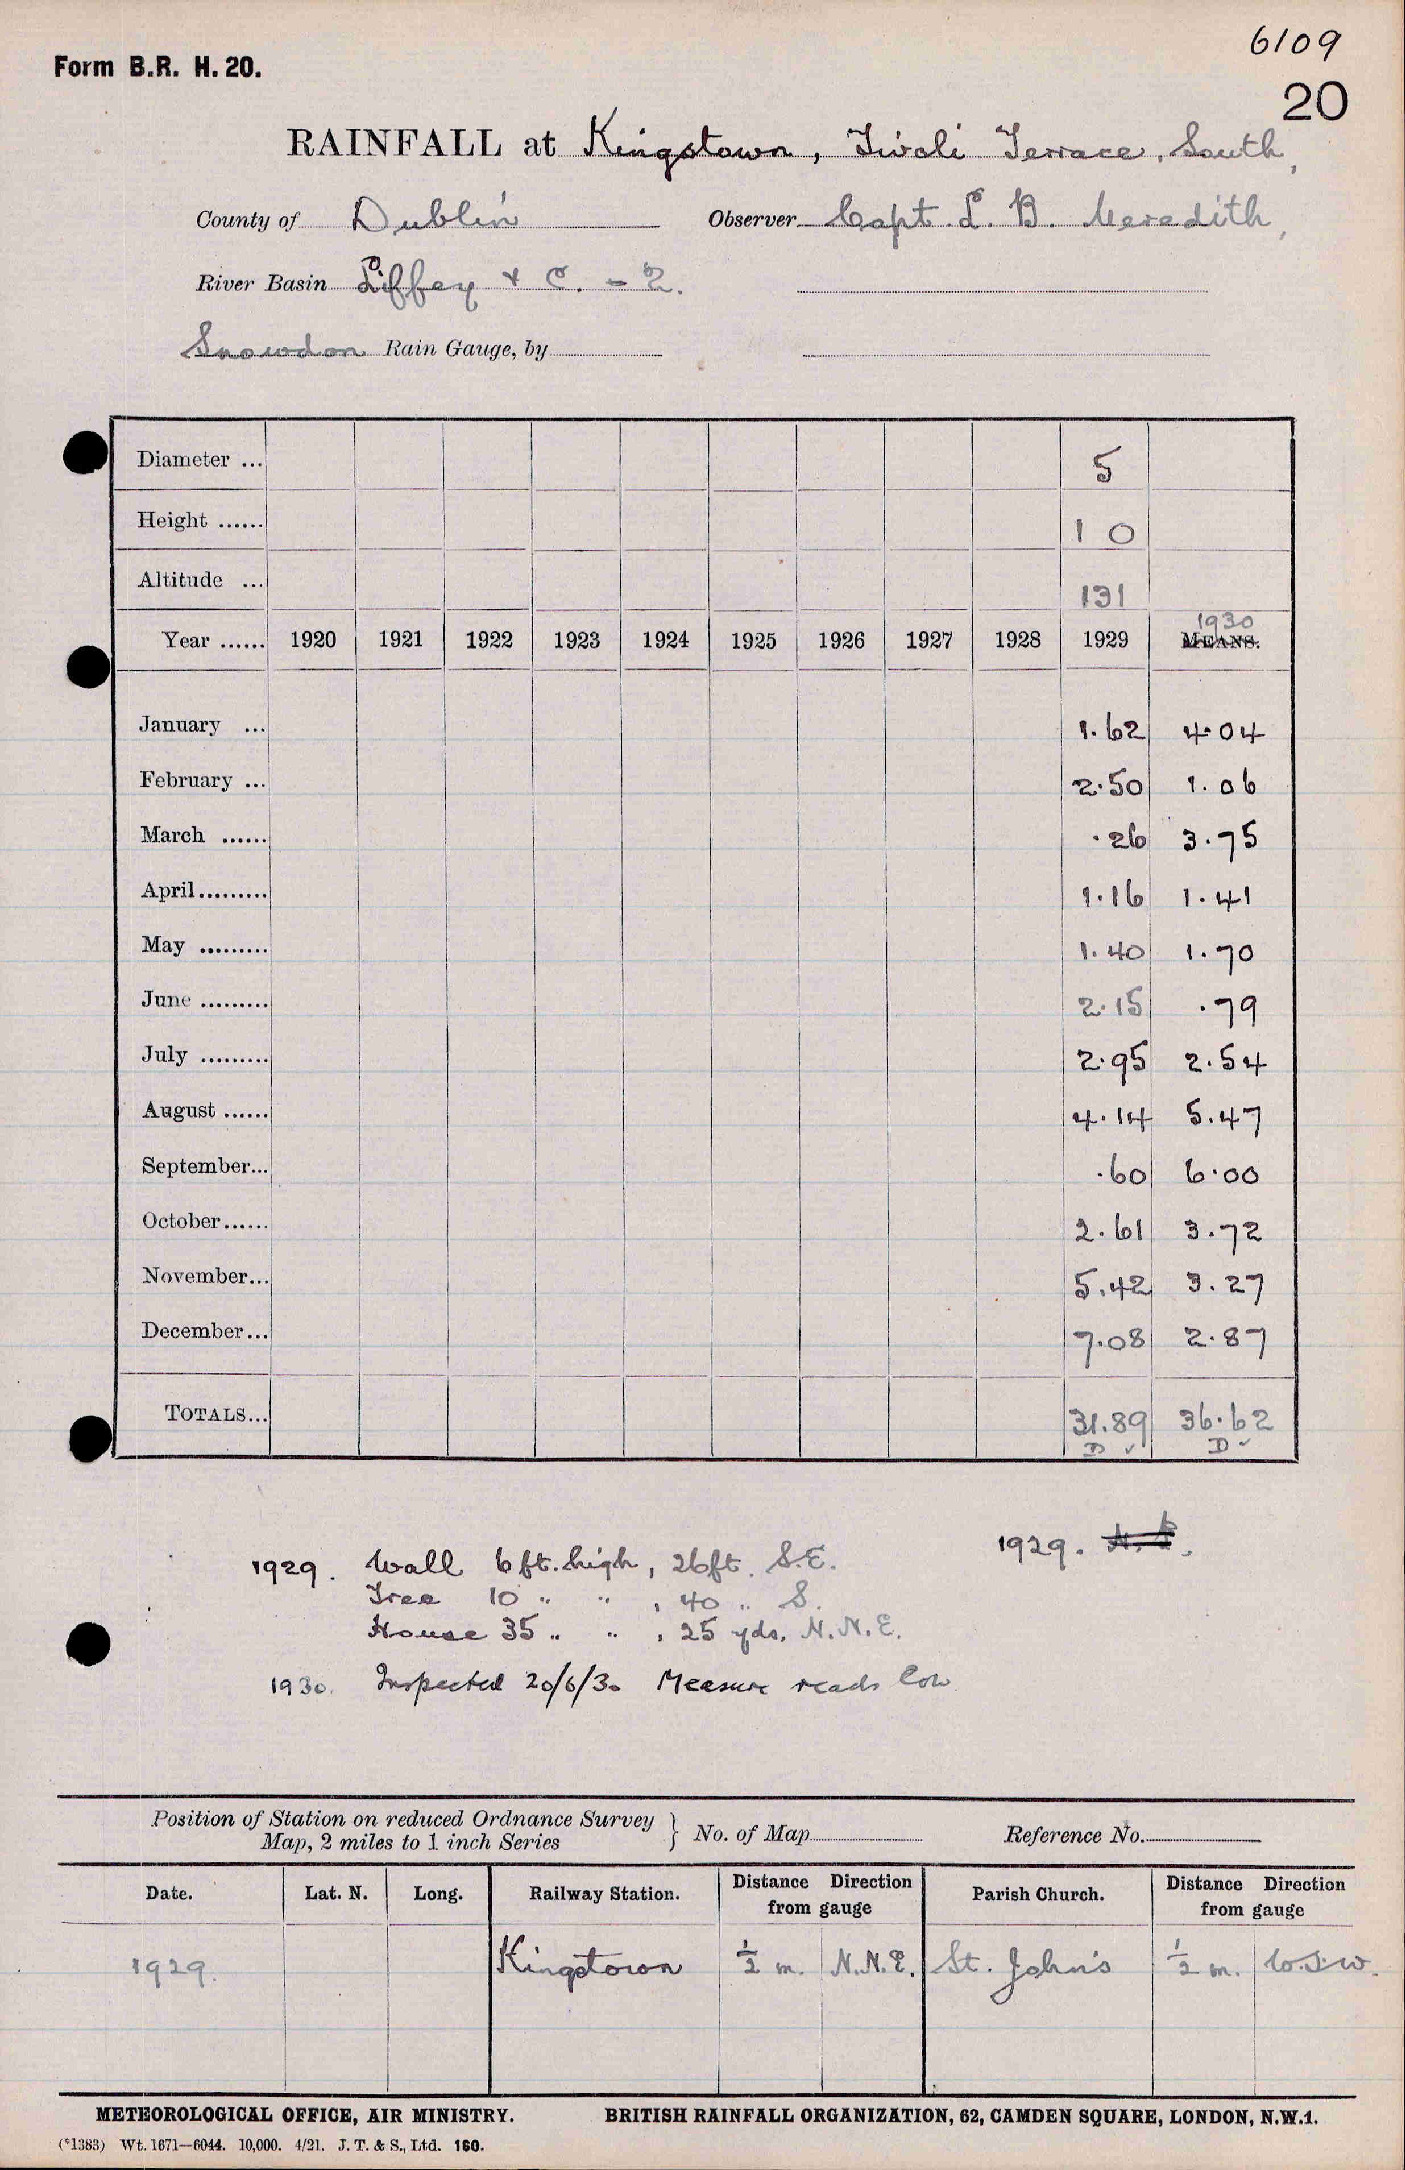 6109
Form B.R. H. 20.
20
RAINFALL at Kingstown, Tivoli Terrace, South,
County of Dublin Observer Capt. L. B. Meredith,
River Basin Liffey & C. - 2.
Snowdon Rain Gauge, by
Diameter ... 5
Height ...... 1 0
Altitude ... 131
1930
Year ...... 1920 1921 1922 1923 1924 1925 1926 1927 1928 1929 MEANS.
January ... 1.62 4.04
February ... 2.50 1.06
March ...... .26 3.75
April......... 1.16 1.41
May ......... 1.40 1.70
June ......... 2.15 .79
July ......... 2.95 2.54
August ...... 4.14 5.47
September... .60 6.00
October...... 2.61 3.72
November... 5.42 3.27
December... 7.08 2.87
TOTALS... 31.89 36.62
D ✓ D ✓
1929.
1929. Wall 6 ft. high, 26 ft. S.E.
Tree 10 " " , 40 " S.
House 35 " " , 25 yds. N.N.E.
1930. Inspected 20/6/30 Measure reads low
Position of Station on reduced Ordnance Survey
Map, 2 miles to 1 inch Series } No. of Map Reference No.
Date. Lat. N. Long. Railway Station. Distance Direction from gauge Parish Church. Distance Direction from gauge
1929. Kingstown ½ m. N.N.E. St. John's ½ m. W.S.W.
METEOROLOGICAL OFFICE, AIR MINISTRY. BRITISH RAINFALL ORGANIZATION, 62, CAMDEN SQUARE, LONDON, N.W.1.
(*1383) Wt. 1671—6044. 10,000. 4/21. J. T. & S., Ltd. 160.